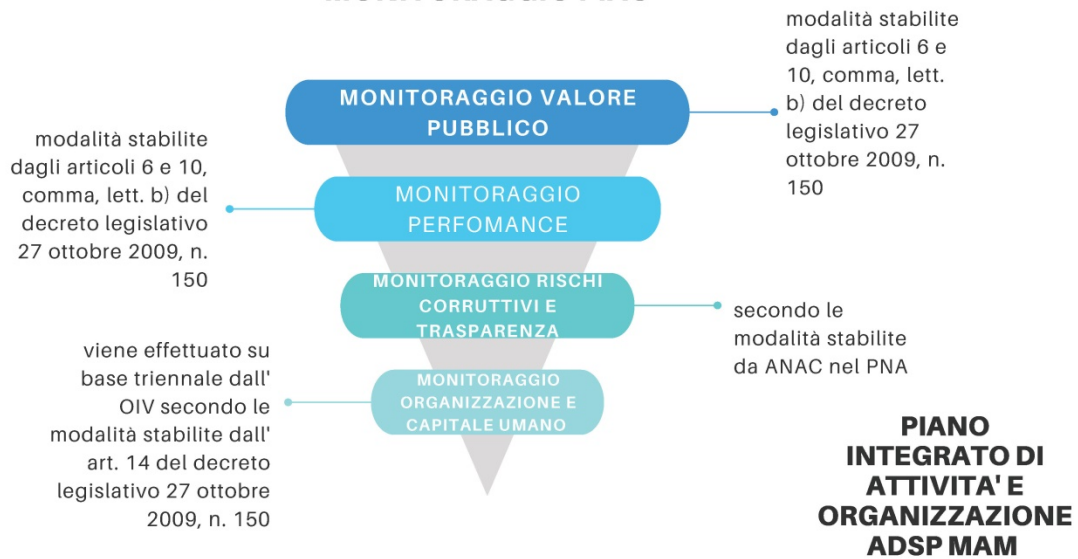 MONITORAGGIO VALORE
PUBBLICO
modalità stabilite
dagli articoli 6 e
10, comma, lett.
b) del decreto
legislativo 27
ottobre 2009, n.
150
modalità stabilite
dagli articoli 6 e 10,
comma, lett. b) del
decreto legislativo
27 ottobre 2009, n.
150
MONITORAGGIO
PERFOMANCE
MONITORAGGIO RISCHI
CORRUTTIVI E
TRASPARENZA
secondo le
modalità stabilite
da ANAC nel PNA
viene effettuato su
base triennale dall'
OIV secondo le
modalità stabilite dall'
art. 14 del decreto
legislativo 27 ottobre
2009, n. 150
MONITORAGGIO
ORGANIZZAZIONE E
CAPITALE UMANO
PIANO
INTEGRATO DI
ATTIVITA' E
ORGANIZZAZIONE
ADSP MAM